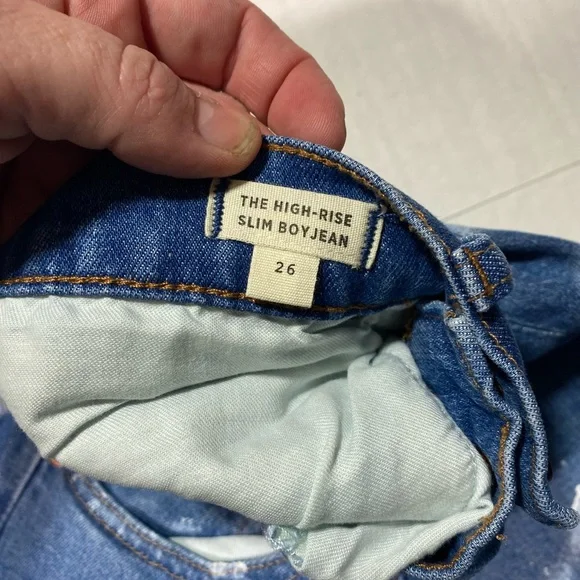 THE HIGH-RISE
SLIM BOYJEAN
26